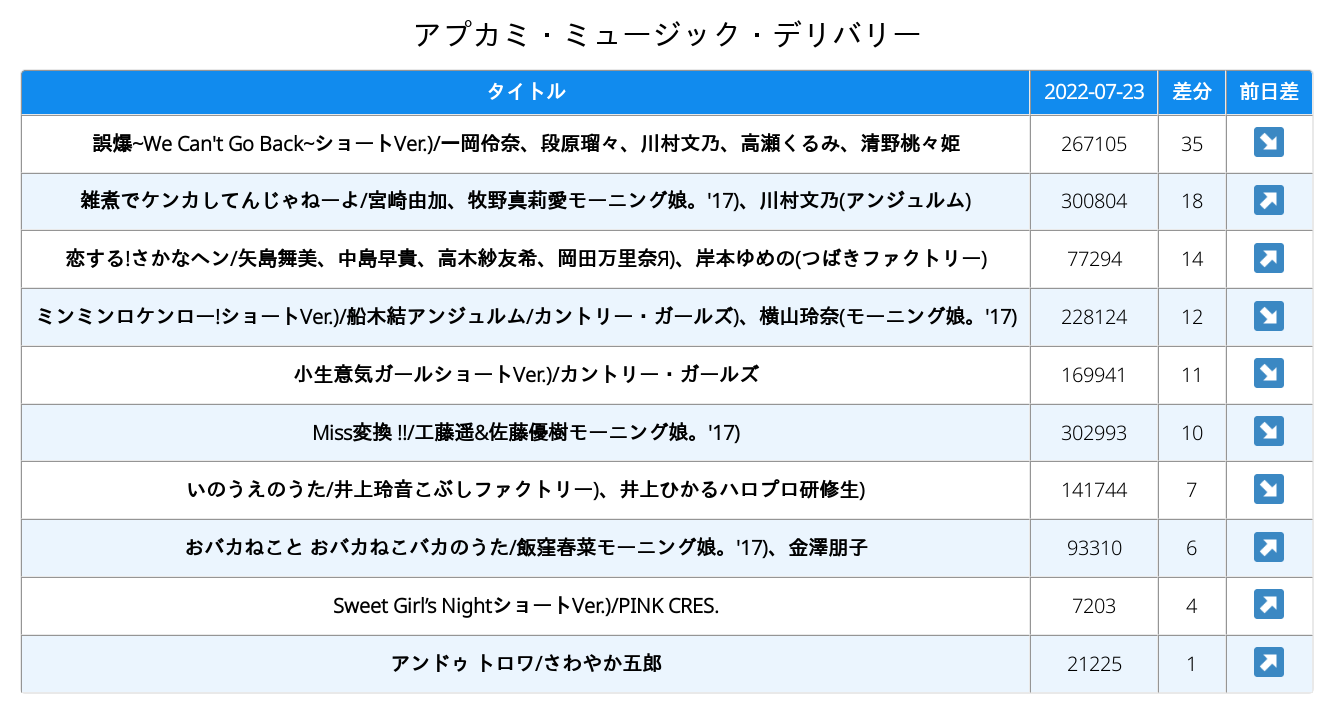 アプカミ・ミュージック・デリバリー
タイトル 2022-07-23 差分 前日差
誤爆~We Can't Go Back~ショートVer.)/一岡伶奈、段原瑠々、川村文乃、高瀬くるみ、清野桃々姫 267105 35
雑煮でケンカしてんじゃねーよ/宮崎由加、牧野真莉愛モーニング娘。'17)、川村文乃(アンジュルム) 300804 18
恋する!さかなヘン/矢島舞美、中島早貴、高木紗友希、岡田万里奈Я)、岸本ゆめの(つばきファクトリー) 77294 14
ミンミンロケンロー!ショートVer.)/船木結アンジュルム/カントリー・ガールズ)、横山玲奈(モーニング娘。'17) 228124 12
小生意気ガールショートVer.)/カントリー・ガールズ 169941 11
Miss変換 !!/工藤遥&佐藤優樹モーニング娘。'17) 302993 10
いのうえのうた/井上玲音こぶしファクトリー)、井上ひかるハロプロ研修生) 141744 7
おバカねこと おバカねこバカのうた/飯窪春菜モーニング娘。'17)、金澤朋子 93310 6
Sweet Girl’s NightショートVer.)/PINK CRES. 7203 4
アンドゥ トロワ/さわやか五郎 21225 1